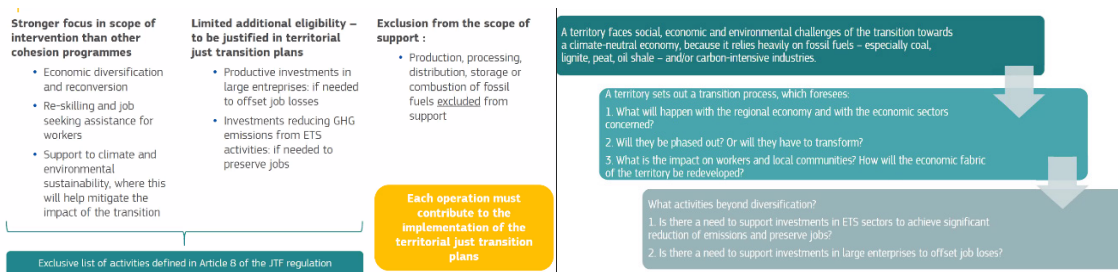 Stronger focus in scope of
intervention than other
cohesion programmes
• Economic diversification
and reconversion
• Re-skilling and job
seeking assistance for
workers
• Support to climate and
environmental
sustainability, where this
will help mitigate the
impact of the transition
Limited additional eligibility –
to be justified in territorial
just transition plans
• Productive investments in
large entreprises: if needed
to offset job losses
• Investments reducing GHG
emissions from ETS
activities: if needed to
preserve jobs
Exclusive list of activities defined in Article 8 of the JTF regulation
Exclusion from the scope of
support :
• Production, processing,
distribution, storage or
combustion of fossil
fuels excluded from
support
Each operation must
contribute to the
implementation of the
territorial just transition
plans
A territory faces social, economic and environmental challenges of the transition towards
a climate-neutral economy, because it relies heavily on fossil fuels – especially coal,
lignite, peat, oil shale – and/or carbon-intensive industries.
A territory sets out a transition process, which foresees:
1. What will happen with the regional economy and with the economic sectors
concerned?
2. Will they be phased out? Or will they have to transform?
3. What is the impact on workers and local communities? How will the economic fabric
of the territory be redeveloped?
What activities beyond diversification?
1. Is there a need to support investments in ETS sectors to achieve significant
reduction of emissions and preserve jobs?
2. Is there a need to support investments in large enterprises to offset job loses?